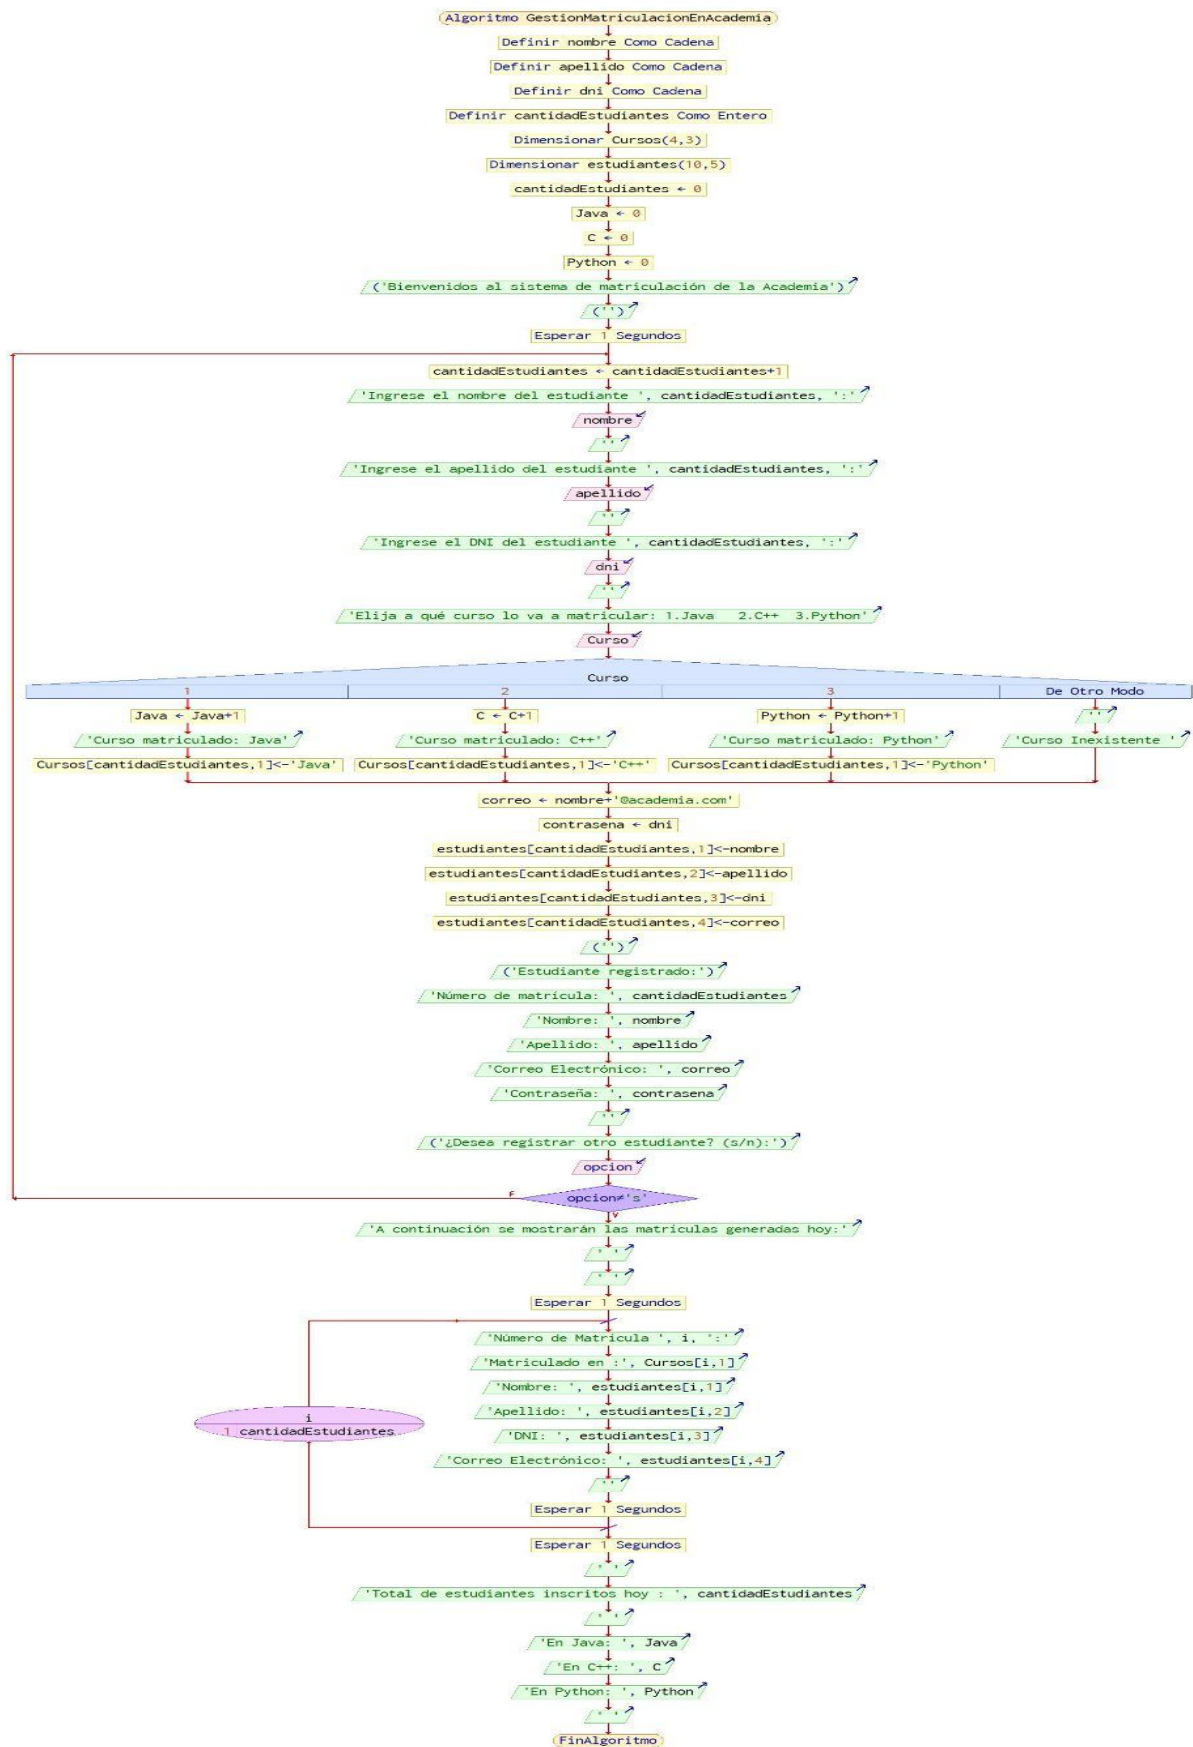 Algoritmo GestionMatriculacionEnAcademia
Definir nombre Como Cadena
Definir apellido Como Cadena
Definir dni Como Cadena
Definir cantidadEstudiantes Como Entero
Dimensionar Cursos(4,3)
Dimensionar estudiantes(10,5)
cantidadEstudiantes ← 0
Java ← 0
C ← 0
Python ← 0
('Bienvenidos al sistema de matriculación de la Academia')
('')
Esperar 1 Segundos
cantidadEstudiantes ← cantidadEstudiantes+1
'Ingrese el nombre del estudiante ', cantidadEstudiantes, ':'
nombre
''
'Ingrese el apellido del estudiante ', cantidadEstudiantes, ':'
apellido
''
'Ingrese el DNI del estudiante ', cantidadEstudiantes, ':'
dni
''
'Elija a qué curso lo va a matricular: 1.Java   2.C++  3.Python'
Curso
Curso
1 2 3 De Otro Modo
Java ← Java+1 C ← C+1 Python ← Python+1 ''
'Curso matriculado: Java' 'Curso matriculado: C++' 'Curso matriculado: Python' 'Curso Inexistente '
Cursos[cantidadEstudiantes,1]<-'Java' Cursos[cantidadEstudiantes,1]<-'C++' Cursos[cantidadEstudiantes,1]<-'Python'
correo ← nombre+'@academia.com'
contrasena ← dni
estudiantes[cantidadEstudiantes,1]<-nombre
estudiantes[cantidadEstudiantes,2]<-apellido
estudiantes[cantidadEstudiantes,3]<-dni
estudiantes[cantidadEstudiantes,4]<-correo
('')
('Estudiante registrado:')
'Número de matrícula: ', cantidadEstudiantes
'Nombre: ', nombre
'Apellido: ', apellido
'Correo Electrónico: ', correo
'Contraseña: ', contrasena
''
('¿Desea registrar otro estudiante? (s/n):')
opcion
F opcion≠'s'
V
'A continuación se mostrarán las matrículas generadas hoy:'
' '
' '
Esperar 1 Segundos
'Número de Matrícula ', i, ':'
'Matriculado en :', Cursos[i,1]
'Nombre: ', estudiantes[i,1]
'Apellido: ', estudiantes[i,2]
i
1 cantidadEstudiantes
'DNI: ', estudiantes[i,3]
'Correo Electrónico: ', estudiantes[i,4]
''
Esperar 1 Segundos
Esperar 1 Segundos
' '
'Total de estudiantes inscritos hoy : ', cantidadEstudiantes
' '
'En Java: ', Java
'En C++: ', C
'En Python: ', Python
' '
FinAlgoritmo